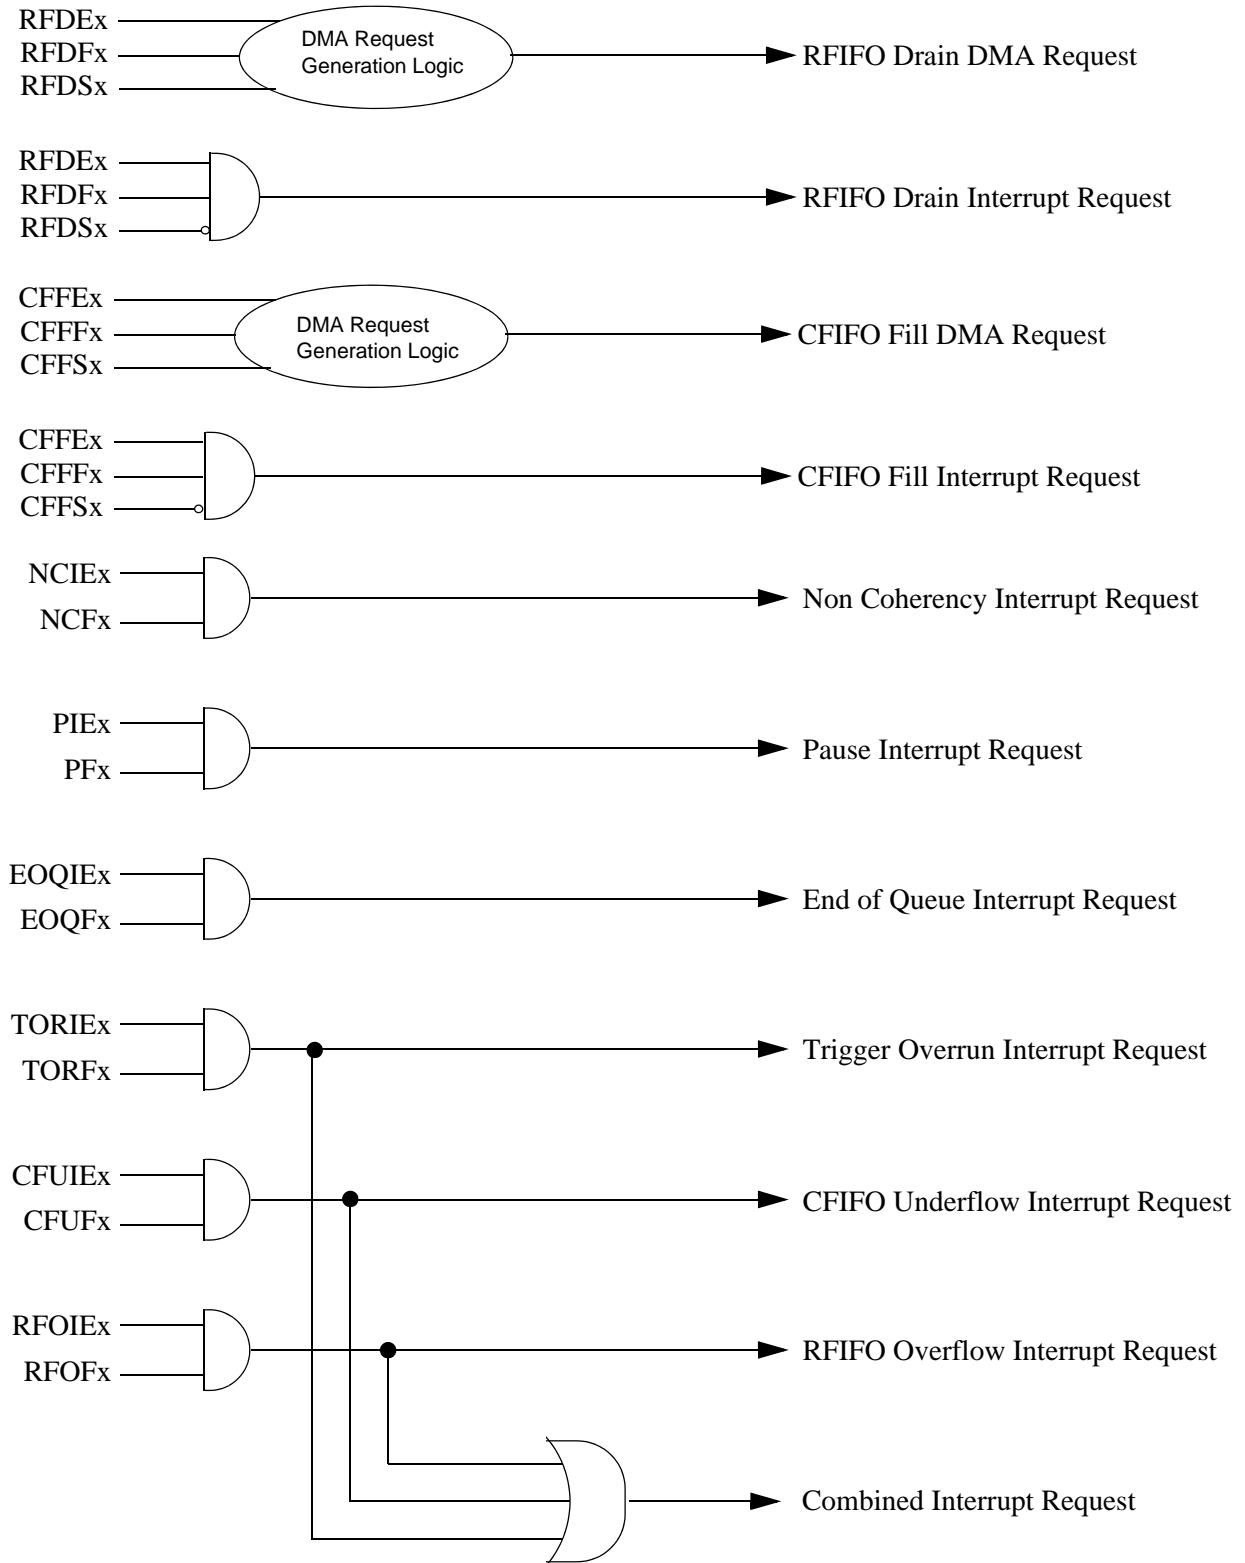 RFDEx
RFDFx
RFDSx
DMA Request
Generation Logic
RFIFO Drain DMA Request
RFDEx
RFDFx
RFDSx
RFIFO Drain Interrupt Request
CFFEx
CFFFx
CFFSx
DMA Request
Generation Logic
CFIFO Fill DMA Request
CFFEx
CFFFx
CFFSx
CFIFO Fill Interrupt Request
NCIEx
NCFx
Non Coherency Interrupt Request
PIEx
PFx
Pause Interrupt Request
EOQIEx
EOQFx
End of Queue Interrupt Request
TORIEx
TORFx
Trigger Overrun Interrupt Request
CFUIEx
CFUFx
CFIFO Underflow Interrupt Request
RFOIEx
RFOFx
RFIFO Overflow Interrupt Request
Combined Interrupt Request